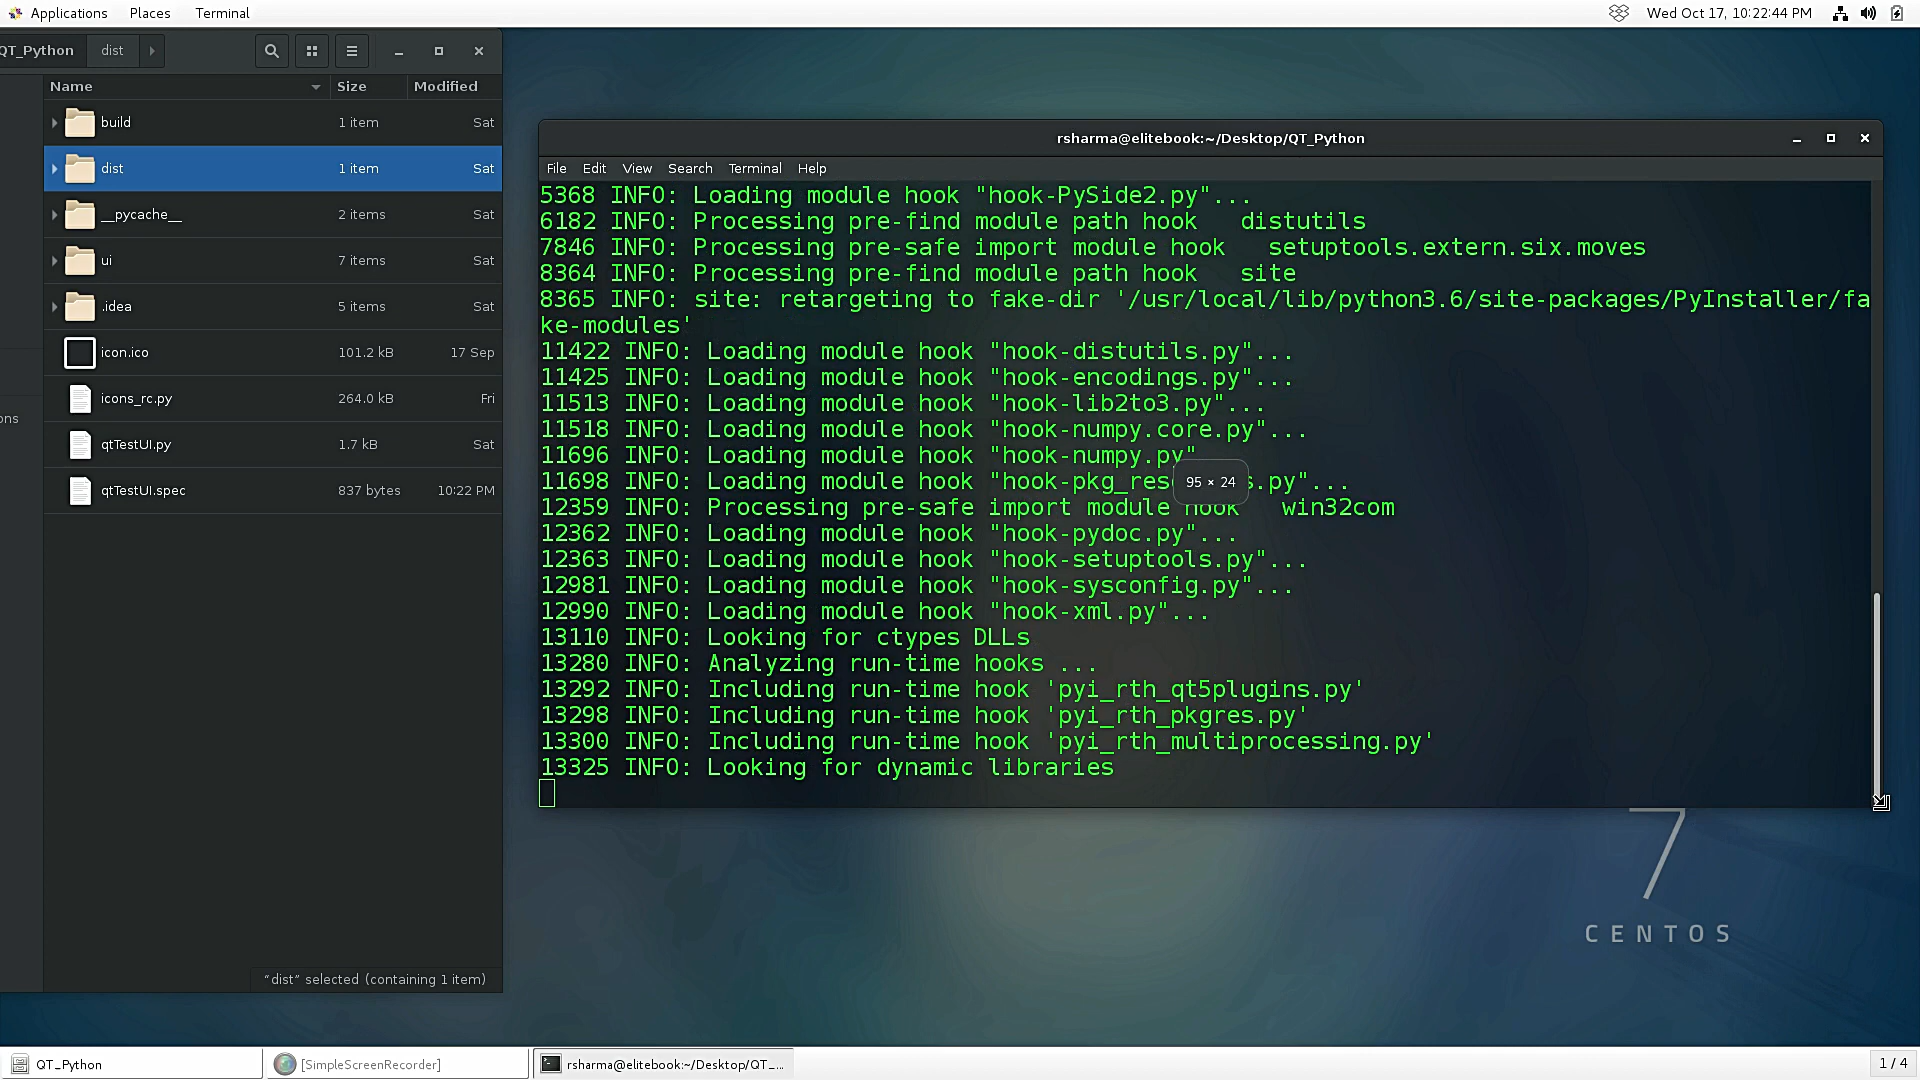 Applications Places Terminal
Wed Oct 17, 10:22:44 PM
QT_Python dist
Name Size Modified
build 1 item Sat
dist 1 item Sat
__pycache__ 2 items Sat
ui 7 items Sat
.idea 5 items Sat
icon.ico 101.2 kB 17 Sep
icons_rc.py 264.0 kB Fri
ons
qtTestUI.py 1.7 kB Sat
qtTestUI.spec 837 bytes 10:22 PM
"dist" selected (containing 1 item)
rsharma@elitebook:~/Desktop/QT_Python
File Edit View Search Terminal Help
5368 INFO: Loading module hook "hook-PySide2.py"...
6182 INFO: Processing pre-find module path hook   distutils
7846 INFO: Processing pre-safe import module hook   setuptools.extern.six.moves
8364 INFO: Processing pre-find module path hook   site
8365 INFO: site: retargeting to fake-dir '/usr/local/lib/python3.6/site-packages/PyInstaller/fa
ke-modules'
11422 INFO: Loading module hook "hook-distutils.py"...
11425 INFO: Loading module hook "hook-encodings.py"...
11513 INFO: Loading module hook "hook-lib2to3.py"...
11518 INFO: Loading module hook "hook-numpy.core.py"...
11696 INFO: Loading module hook "hook-numpy.py"
11698 INFO: Loading module hook "hook-pkg_res s.py"...
95 × 24
12359 INFO: Processing pre-safe import module hook   win32com
12362 INFO: Loading module hook "hook-pydoc.py"...
12363 INFO: Loading module hook "hook-setuptools.py"...
12981 INFO: Loading module hook "hook-sysconfig.py"...
12990 INFO: Loading module hook "hook-xml.py"...
13110 INFO: Looking for ctypes DLLs
13280 INFO: Analyzing run-time hooks ...
13292 INFO: Including run-time hook 'pyi_rth_qt5plugins.py'
13298 INFO: Including run-time hook 'pyi_rth_pkgres.py'
13300 INFO: Including run-time hook 'pyi_rth_multiprocessing.py'
13325 INFO: Looking for dynamic libraries
7
CENTOS
QT_Python
[SimpleScreenRecorder]
rsharma@elitebook:~/Desktop/QT_...
1 / 4